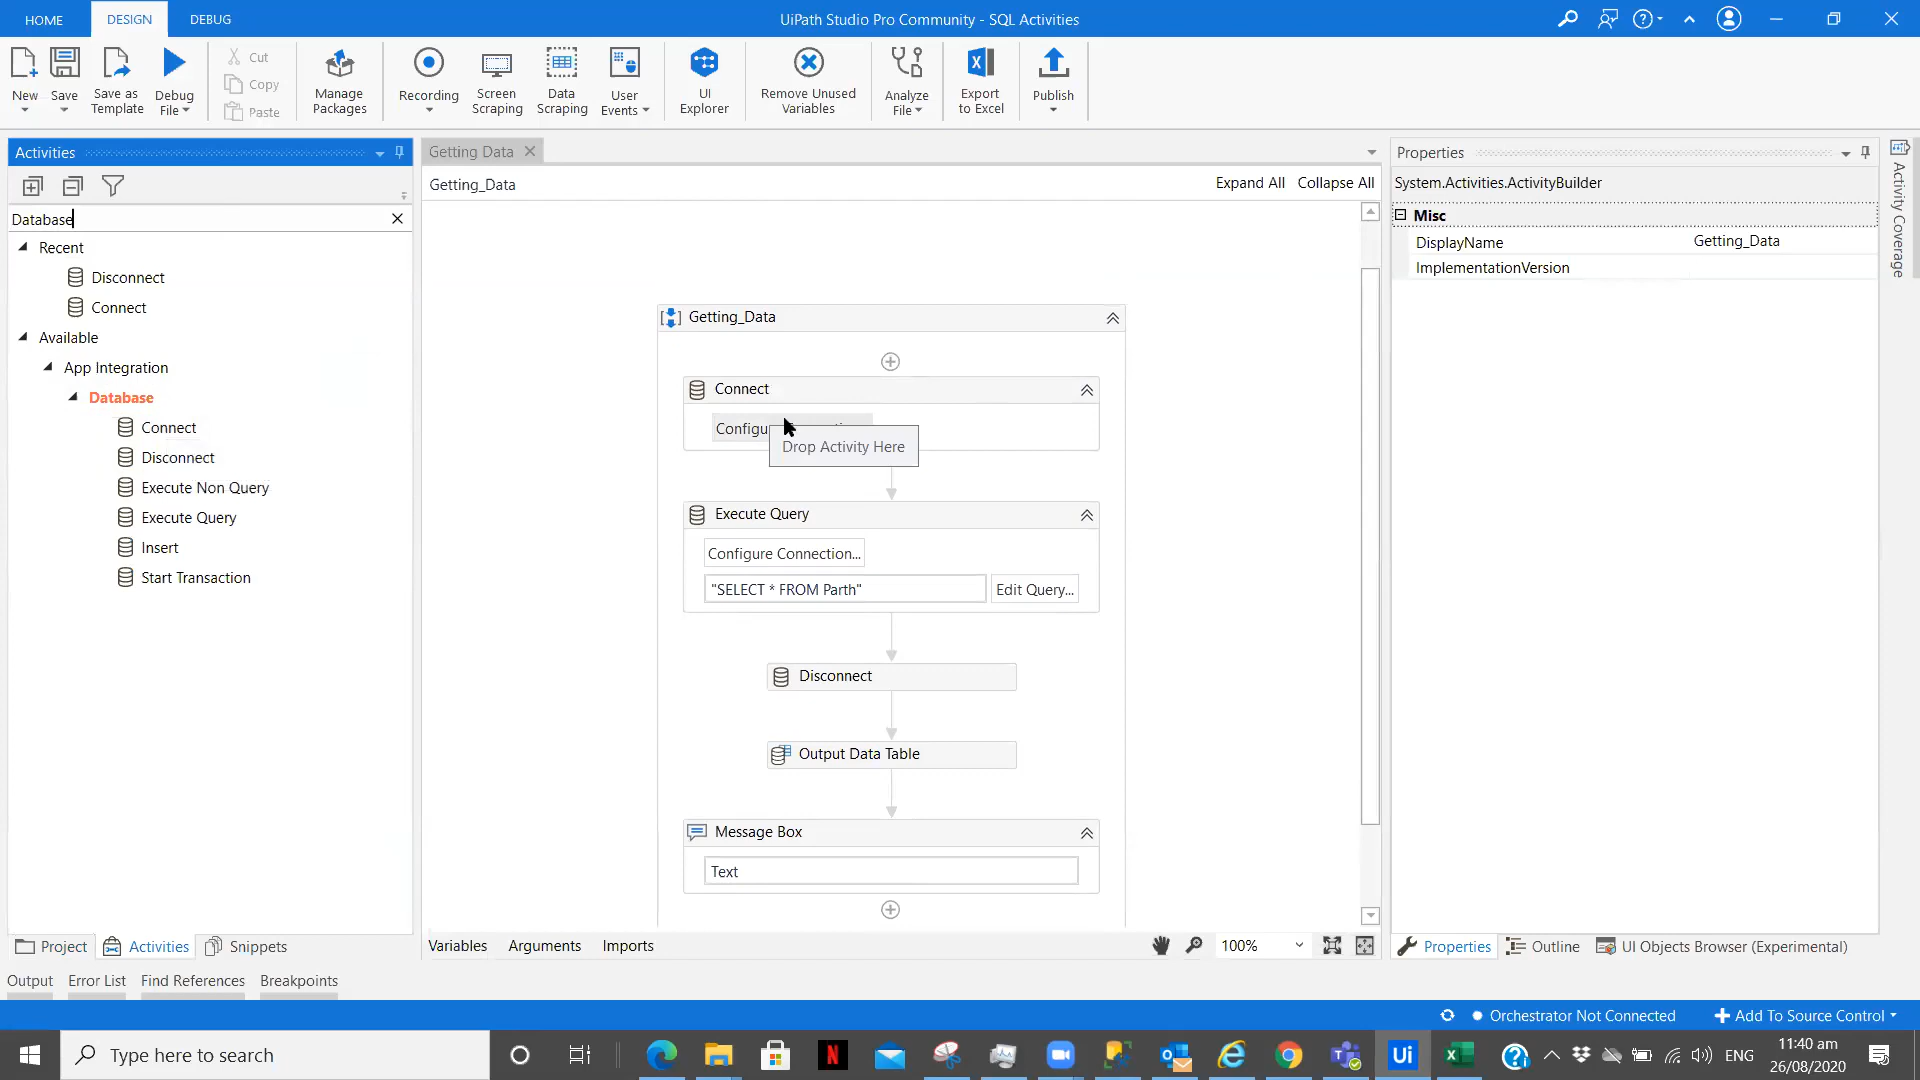 HOME
DESIGN
DEBUG
UiPath Studio Pro Community - SQL Activities
New
Save
Save as Template
Debug File
Cut
Copy
Paste
Manage Packages
Recording
Screen Scraping
Data Scraping
User Events
UI Explorer
Remove Unused Variables
Analyze File
Export to Excel
Publish
Activities
Database
Recent
Disconnect
Connect
Available
App Integration
Database
Connect
Disconnect
Execute Non Query
Execute Query
Insert
Start Transaction
Project
Activities
Snippets
Getting Data
Getting_Data
Expand All
Collapse All
Getting_Data
Connect
Drop Activity Here
Execute Query
Configure Connection...
"SELECT * FROM Parth"
Edit Query...
Disconnect
Output Data Table
Message Box
Text
Variables
Arguments
Imports
100%
Properties
System.Activities.ActivityBuilder
Misc
DisplayName
Getting_Data
ImplementationVersion
Activity Coverage
Properties
Outline
UI Objects Browser (Experimental)
Output
Error List
Find References
Breakpoints
Orchestrator Not Connected
Add To Source Control
Type here to search
Ui
ENG
11:40 am
26/08/2020